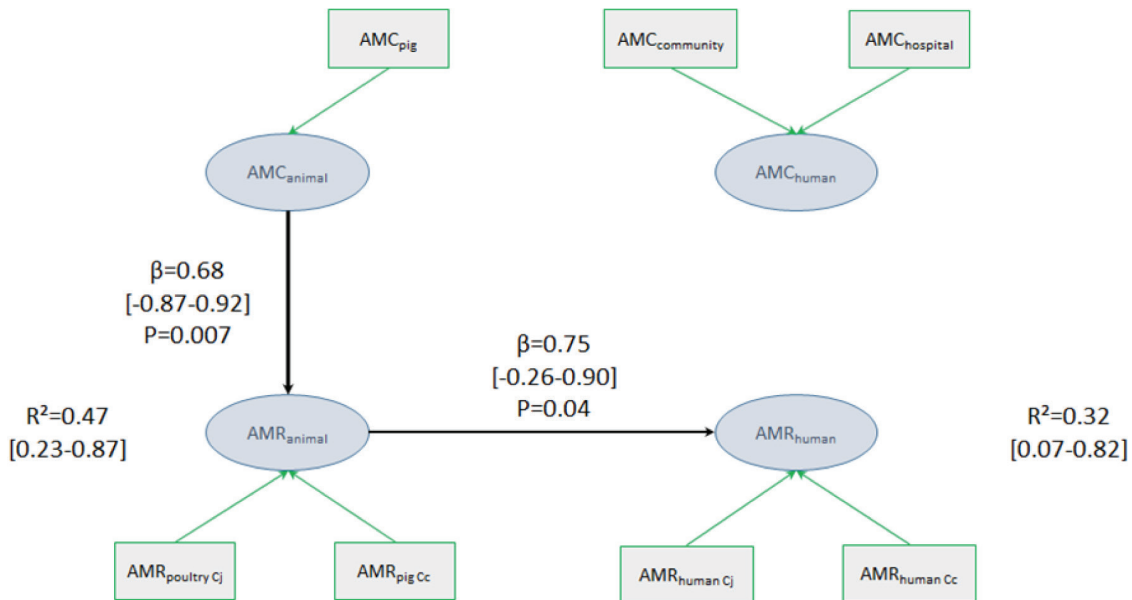 AMCpig
AMCcommunity
AMChospital
AMCanimal
AMChuman
β=0.68
[-0.87-0.92]
P=0.007
β=0.75
[-0.26-0.90]
P=0.04
R²=0.47
[0.23-0.87]
AMRanimal
AMRhuman
R²=0.32
[0.07-0.82]
AMRpoultry Cj
AMRpig Cc
AMRhuman Cj
AMRhuman Cc